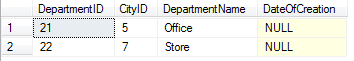 DepartmentID CityID DepartmentName DateOfCreation
1 21 5 Office NULL
2 22 7 Store NULL